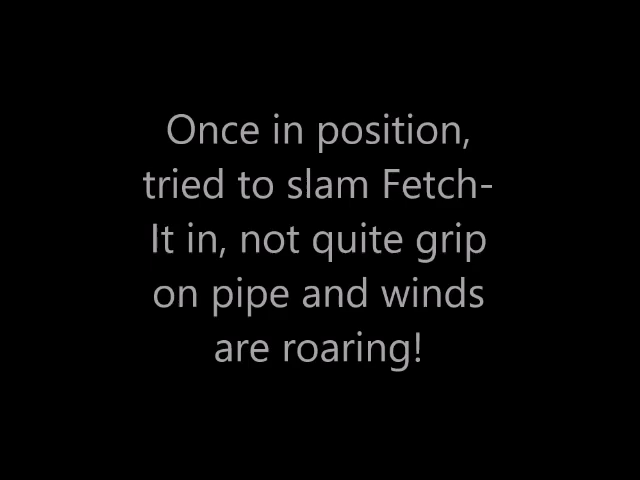 Once in position,
tried to slam Fetch-
It in, not quite grip
on pipe and winds
are roaring!